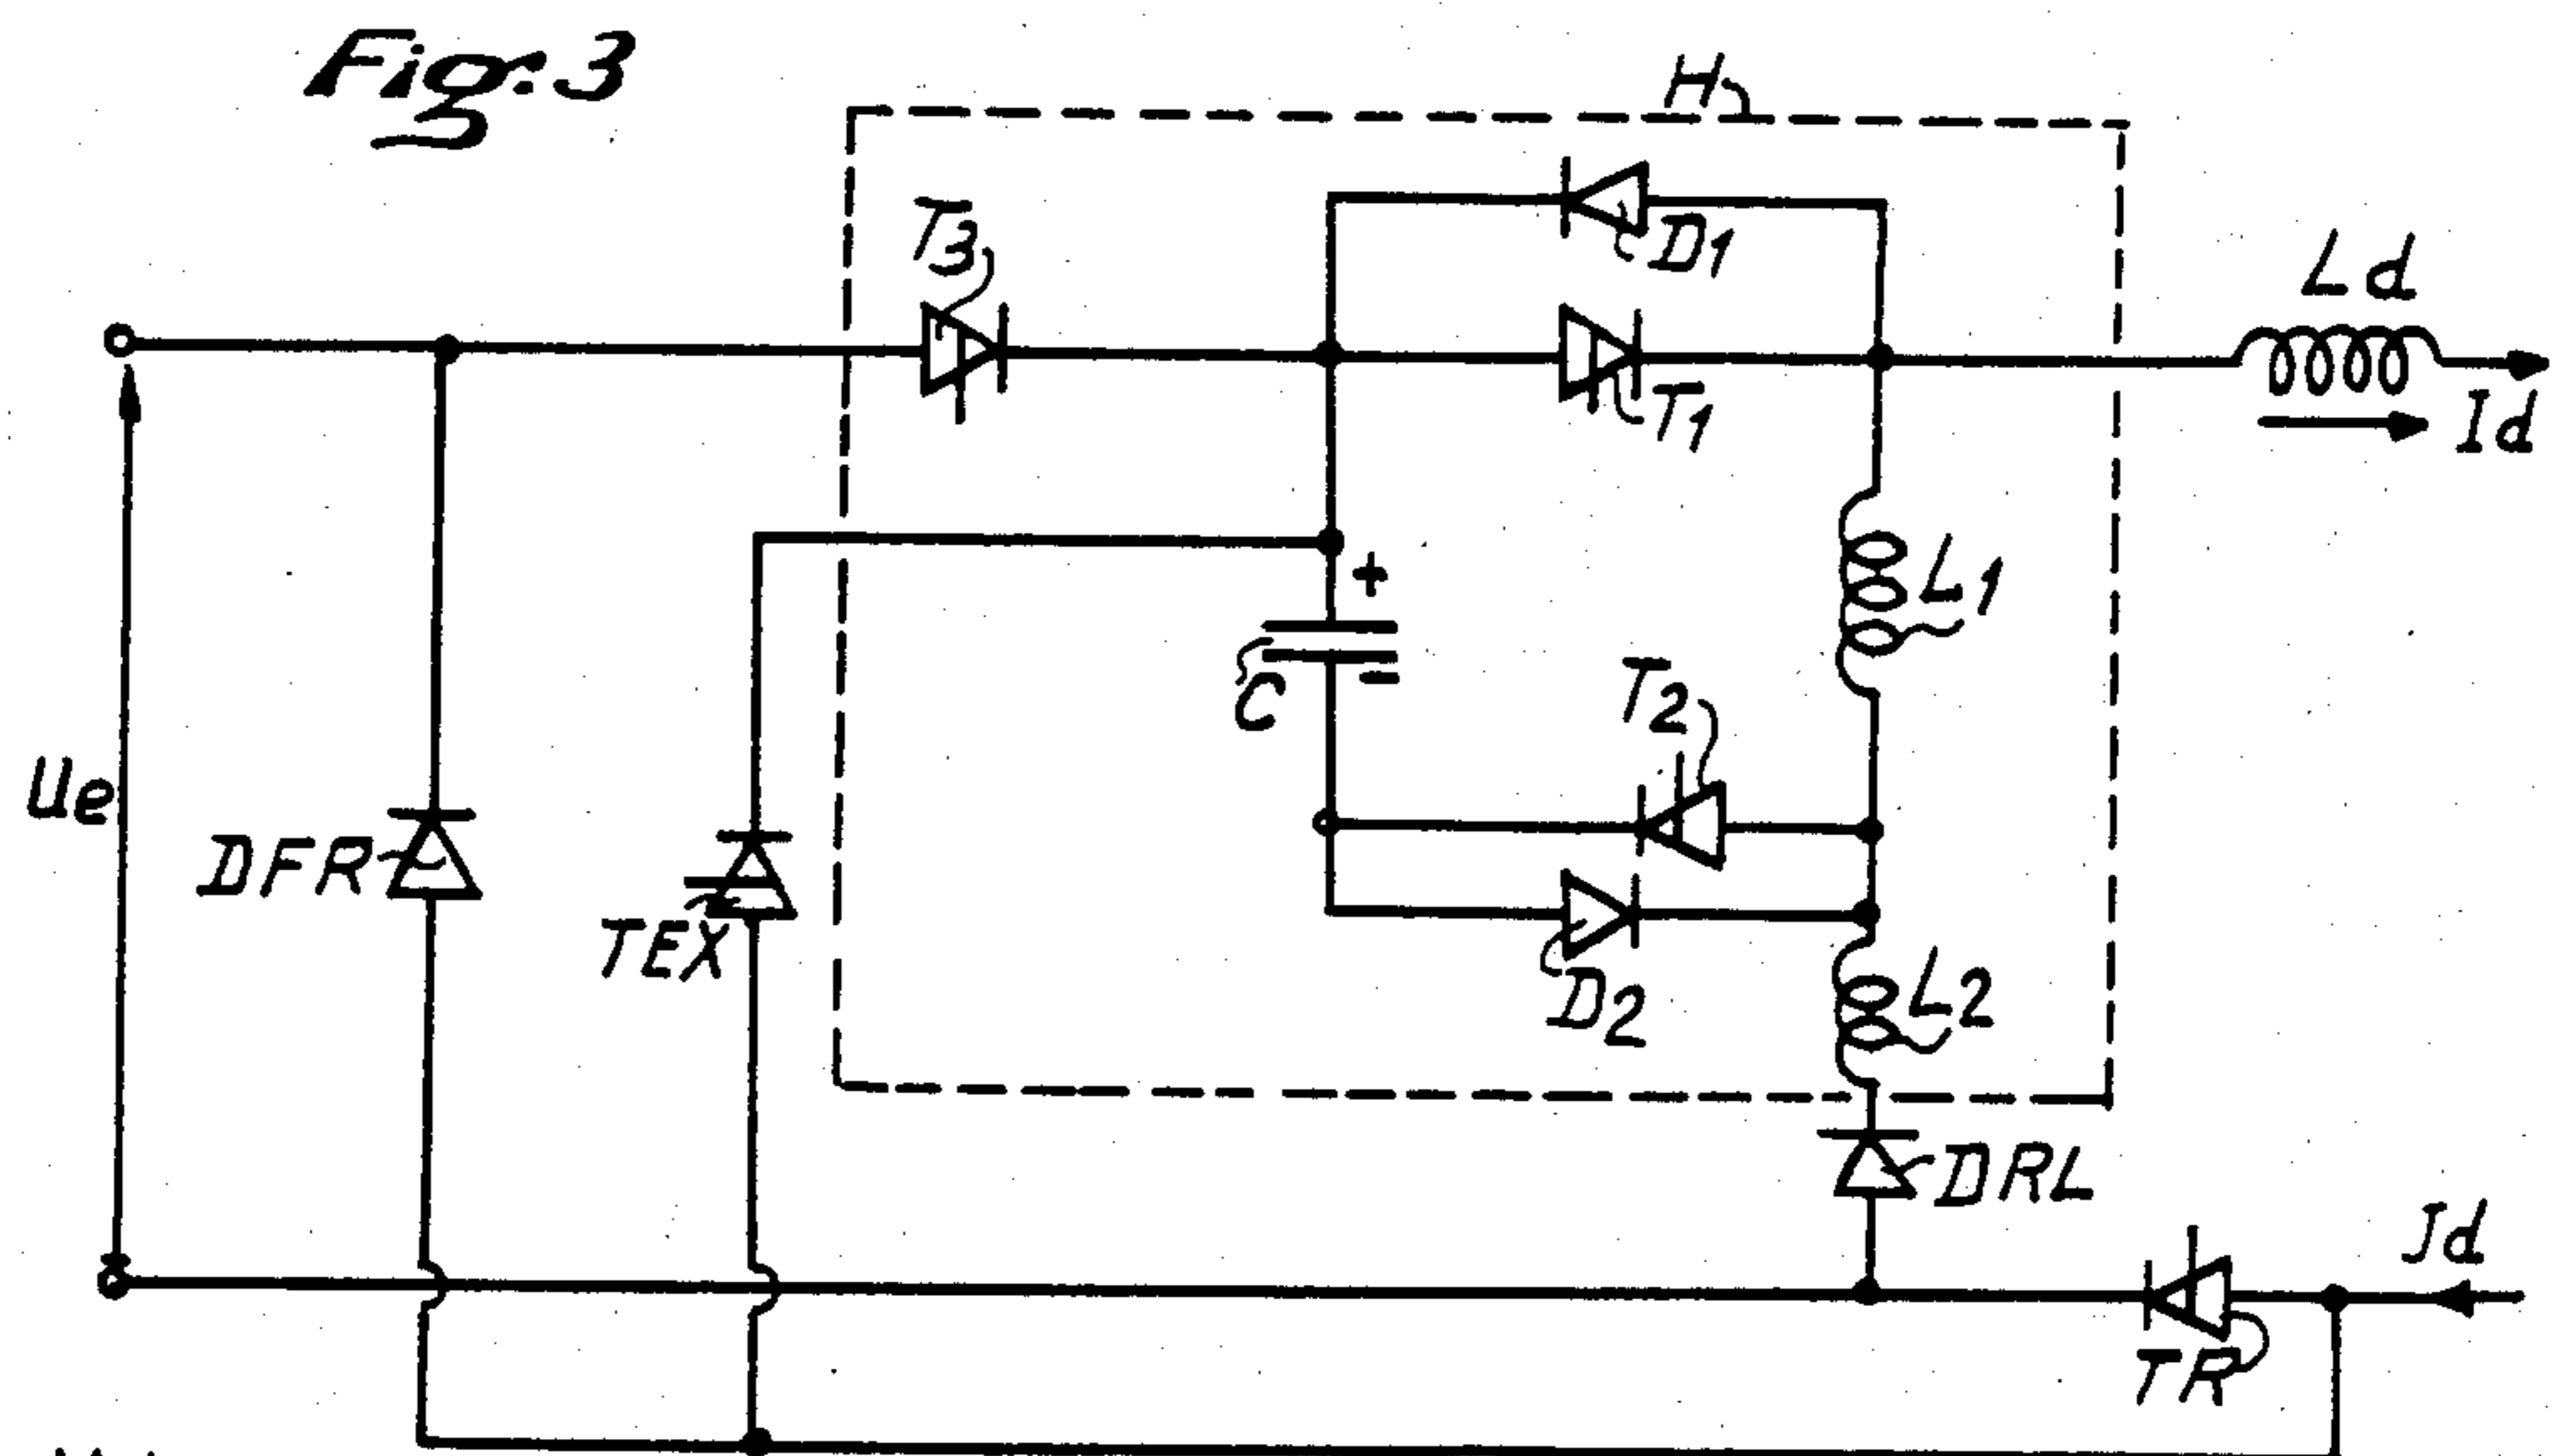 Fig. 3
H
T3
D1
Ld
T1
Id
+
L1
C
-
T2
Ue
DFR
TEX
D2
L2
DRL
Jd
TR